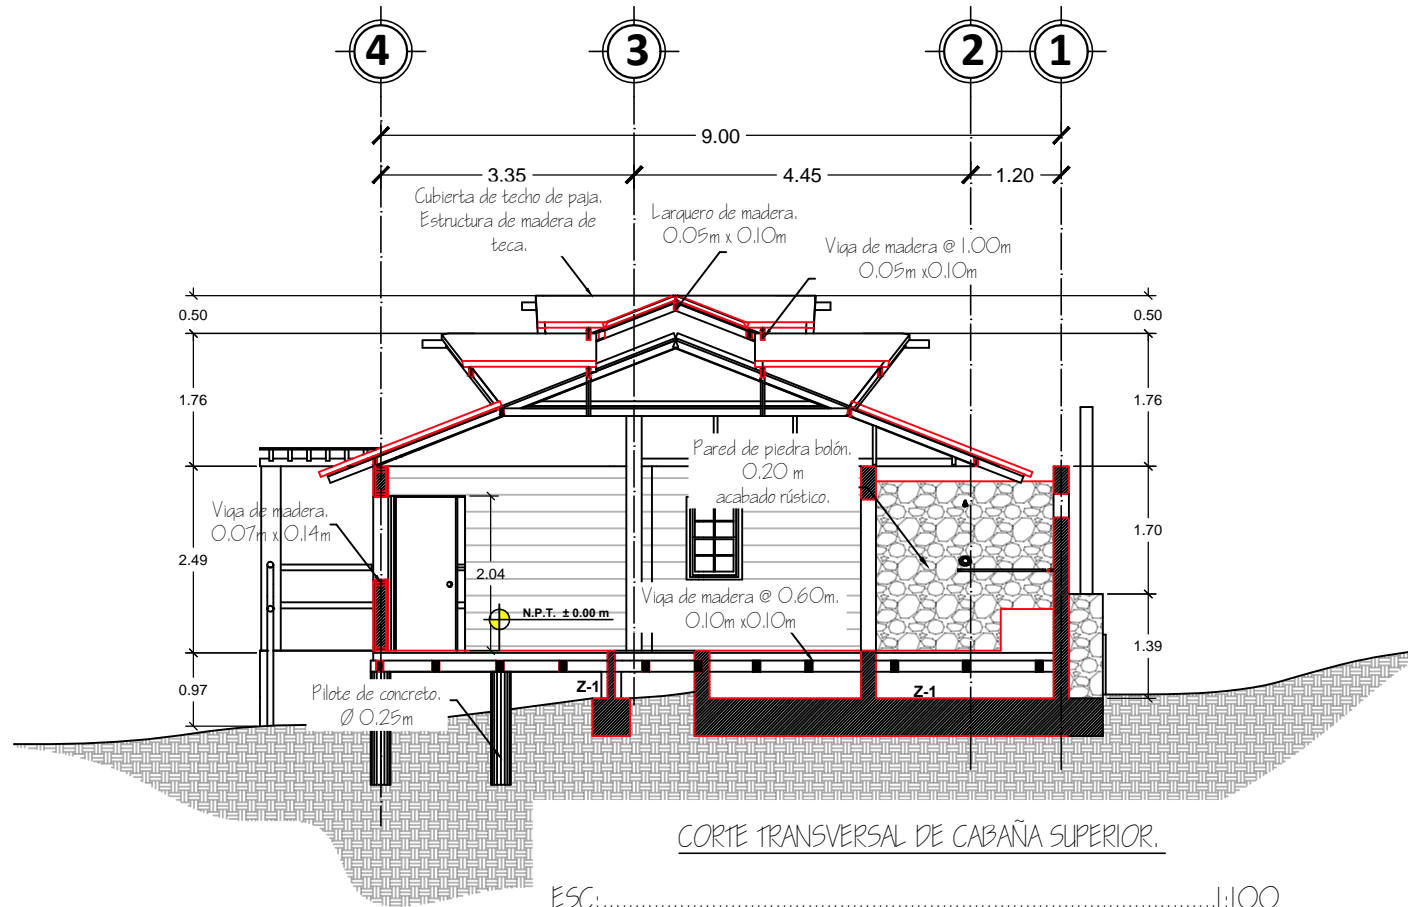 4 3 2 1
9.00
3.35 4.45 1.20
Cubierta de techo de paja.
Estructura de madera de
teca.
Larguero de madera.
0.05m x 0.10m
Viga de madera @ 1.00m
0.05m x0.10m
0.50 0.50
1.76 1.76
Pared de piedra bolón.
0.20 m
acabado rústico.
Viga de madera.
0.07m x 0.14m
1.70
2.49
2.04
Viga de madera @ 0.60m.
0.10m x0.10m
N.P.T. ± 0.00 m
1.39
0.97
Z-1 Z-1
Pilote de concreto.
Ø 0.25m
CORTE TRANSVERSAL DE CABAÑA SUPERIOR.
ESC:..........................................................................................1:100